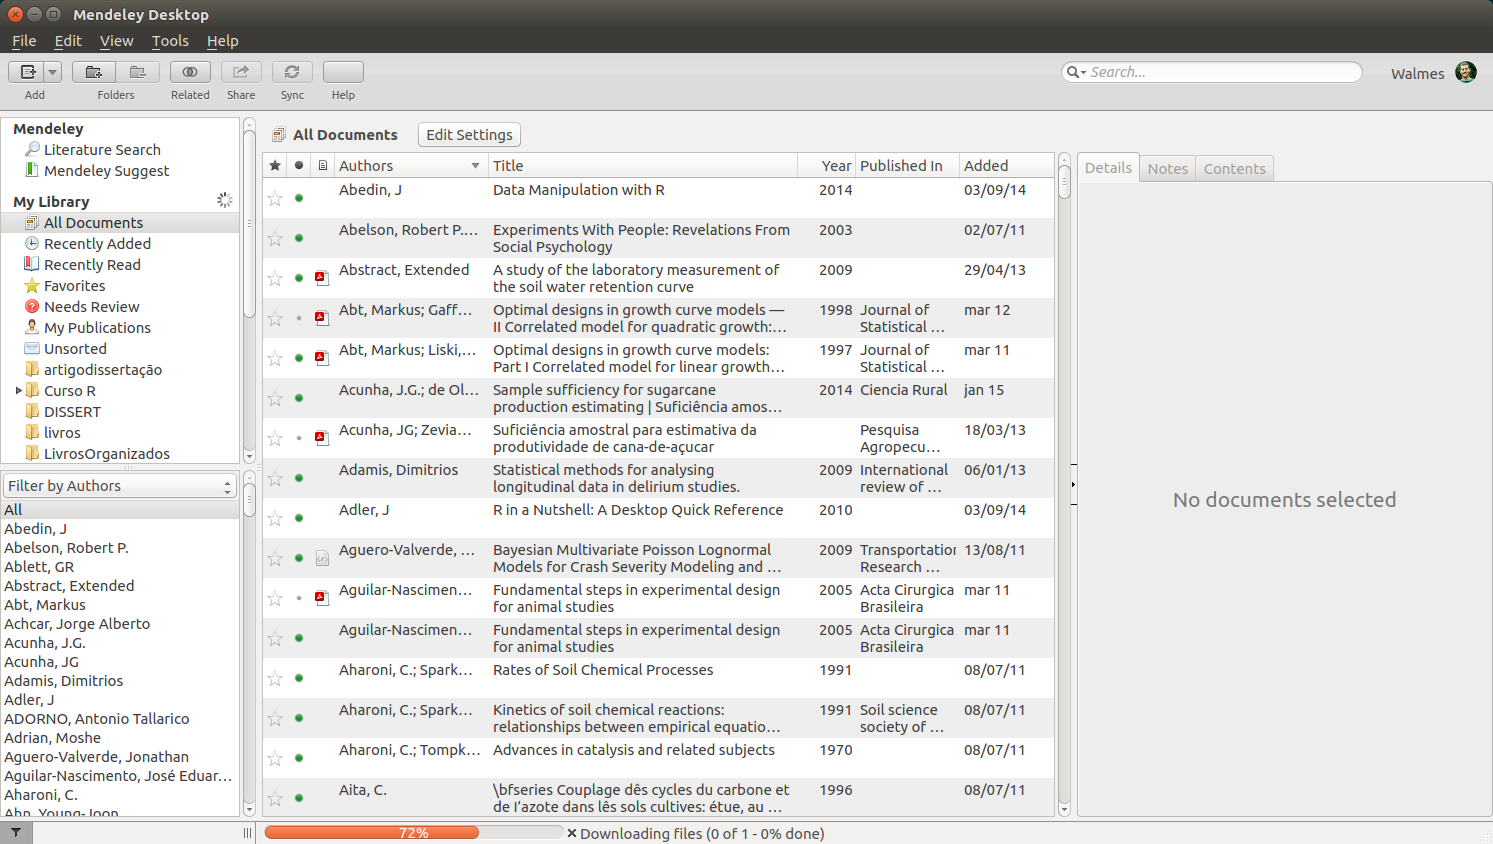 Mendeley Desktop
File Edit View Tools Help
Add Folders Related Share Sync Help
Search...
Walmes
Mendeley
Literature Search
Mendeley Suggest
My Library
All Documents
Recently Added
Recently Read
Favorites
Needs Review
My Publications
Unsorted
artigodissertação
Curso R
DISSERT
livros
LivrosOrganizados
Filter by Authors
All
Abedin, J
Abelson, Robert P.
Ablett, GR
Abstract, Extended
Abt, Markus
Achcar, Jorge Alberto
Acunha, J.G.
Acunha, JG
Adamis, Dimitrios
Adler, J
ADORNO, Antonio Tallarico
Adrian, Moshe
Aguero-Valverde, Jonathan
Aguilar-Nascimento, José Eduar...
Aharoni, C.
Ahn, Young-Joon
All Documents Edit Settings
Authors Title Year Published In Added
Abedin, J Data Manipulation with R 2014 03/09/14
Abelson, Robert P.... Experiments With People: Revelations From 2003 02/07/11
Social Psychology
Abstract, Extended A study of the laboratory measurement of 2009 29/04/13
the soil water retention curve
Abt, Markus; Gaff... Optimal designs in growth curve models — 1998 Journal of mar 12
II Correlated model for quadratic growth:... Statistical ...
Abt, Markus; Liski,... Optimal designs in growth curve models: 1997 Journal of mar 11
Part I Correlated model for linear growth... Statistical ...
Acunha, J.G.; de Ol... Sample sufficiency for sugarcane 2014 Ciencia Rural jan 15
production estimating | Suficiência amos...
Acunha, JG; Zevia... Suficiência amostral para estimativa da Pesquisa 18/03/13
produtividade de cana-de-açucar Agropecu...
Adamis, Dimitrios Statistical methods for analysing 2009 International 06/01/13
longitudinal data in delirium studies. review of ...
Adler, J R in a Nutshell: A Desktop Quick Reference 2010 03/09/14
Aguero-Valverde, ... Bayesian Multivariate Poisson Lognormal 2009 Transportation 13/08/11
Models for Crash Severity Modeling and ... Research ...
Aguilar-Nascimen... Fundamental steps in experimental design 2005 Acta Cirurgica mar 11
for animal studies Brasileira
Aguilar-Nascimen... Fundamental steps in experimental design 2005 Acta Cirurgica mar 11
for animal studies Brasileira
Aharoni, C.; Spark... Rates of Soil Chemical Processes 1991 08/07/11
Aharoni, C.; Spark... Kinetics of soil chemical reactions: 1991 Soil science 08/07/11
relationships between empirical equatio... society of ...
Aharoni, C.; Tompk... Advances in catalysis and related subjects 1970 08/07/11
Aita, C. \bfseries Couplage dês cycles du carbone et 1996 08/07/11
de I'azote dans lês sols cultives: étue, au ...
Details Notes Contents
No documents selected
72% Downloading files (0 of 1 - 0% done)